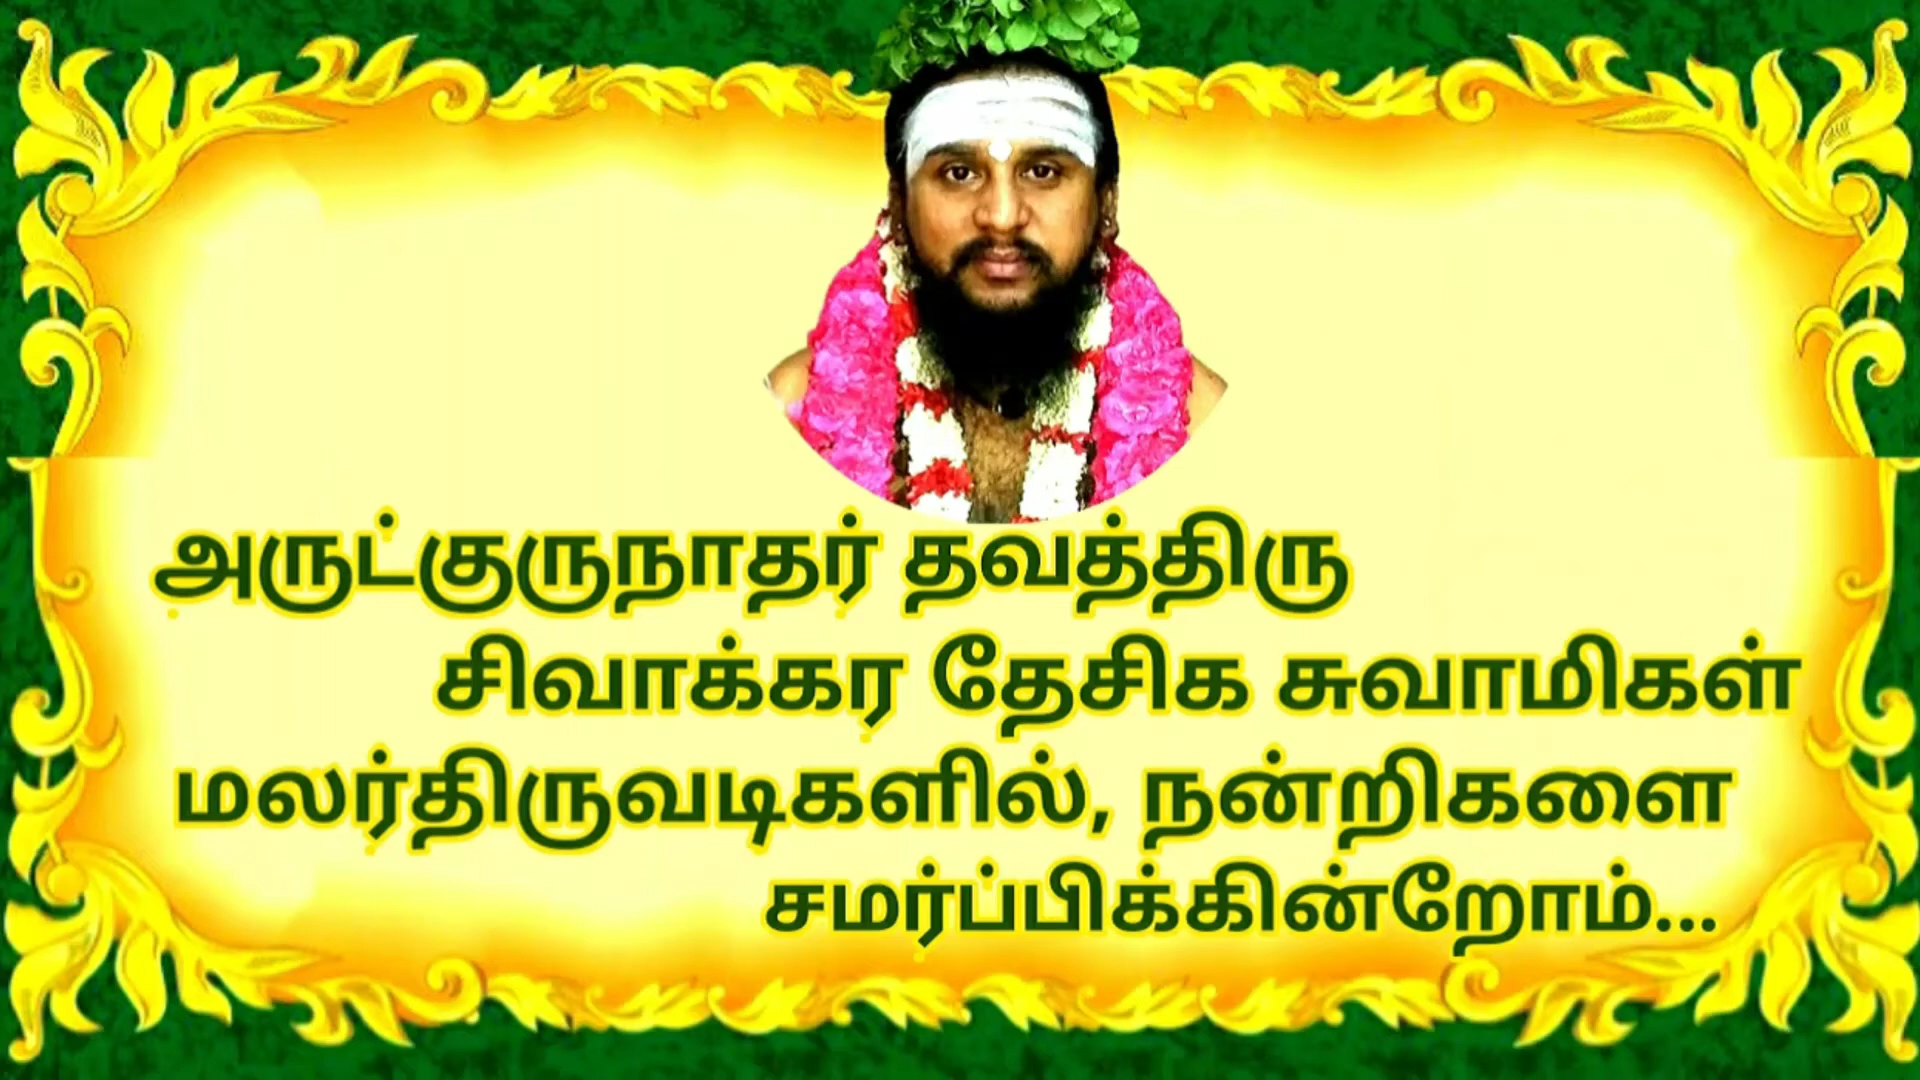 அருட்குருநாதர் தவத்திரு
சிவாக்கர தேசிக சுவாமிகள்
மலர்திருவடிகளில், நன்றிகளை
சமர்ப்பிக்கின்றோம்...